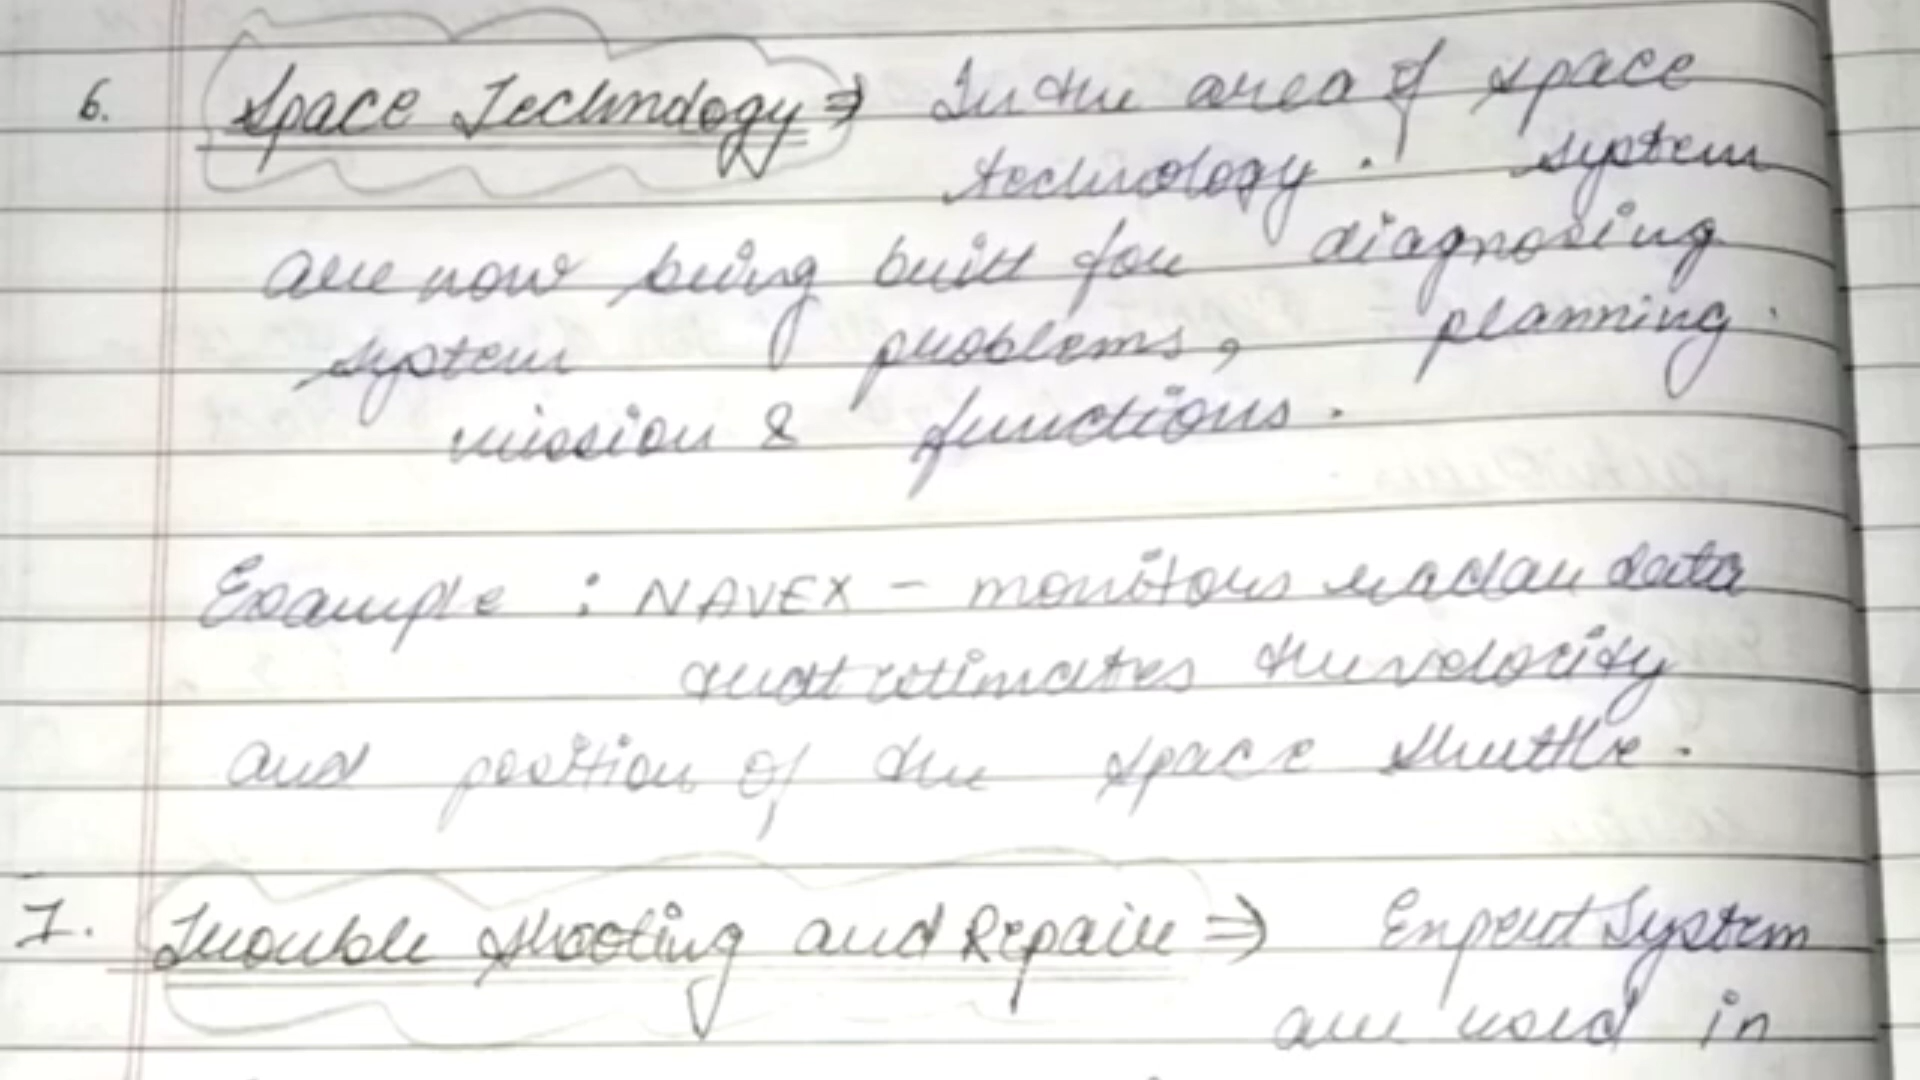 6. Space Technology ⇒ In the area of space
technology. system
are now being built for diagnosing
system problems, planning
mission & functions.
Example : NAVEX - monitors radar data
and estimates the velocity
and position of the space shuttle.
7. Trouble shooting and Repair ⇒ Expert System
are used in